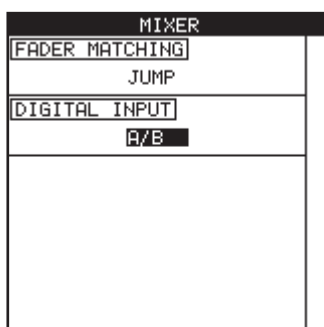 MIXER
FADER MATCHING
JUMP
DIGITAL INPUT
A/B